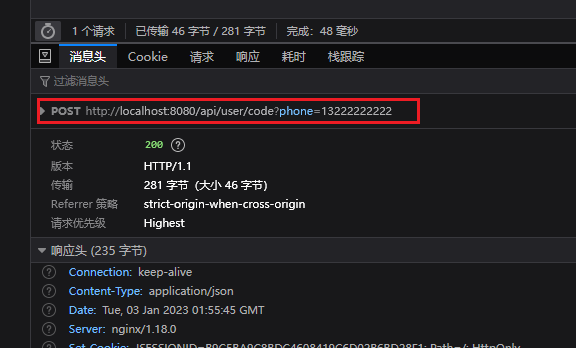 1 个请求 已传输 46 字节 / 281 字节 完成：48 毫秒
消息头 Cookie 请求 响应 耗时 栈跟踪
过滤消息头
POST http://localhost:8080/api/user/code?phone=13222222222
状态 200 ?
版本 HTTP/1.1
传输 281 字节 (大小 46 字节)
Referrer 策略 strict-origin-when-cross-origin
请求优先级 Highest
响应头 (235 字节)
? Connection: keep-alive
? Content-Type: application/json
? Date: Tue, 03 Jan 2023 01:55:45 GMT
? Server: nginx/1.18.0
? Set-Cookie: Path=/; HttpOnly